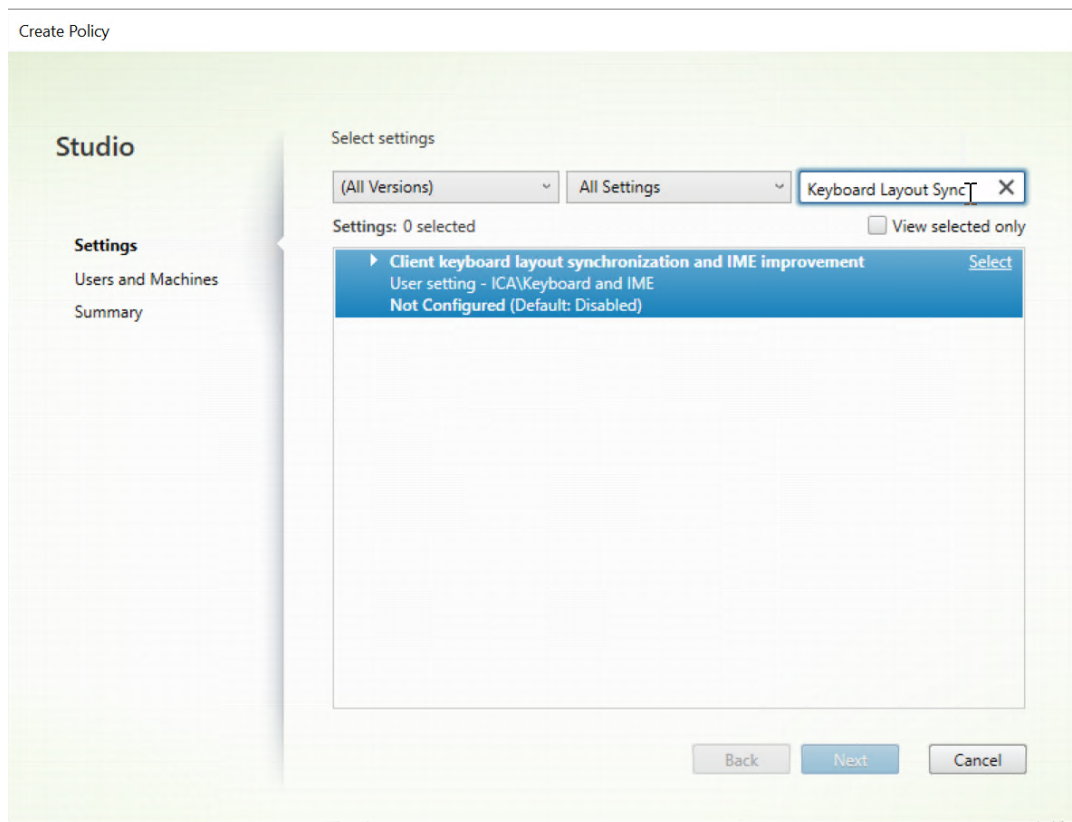 Create Policy
Studio
Settings
Users and Machines
Summary
Select settings
(All Versions)
All Settings
Keyboard Layout Sync
Settings: 0 selected
View selected only
Client keyboard layout synchronization and IME improvement
Select
User setting - ICA\Keyboard and IME
Not Configured (Default: Disabled)
Back
Next
Cancel